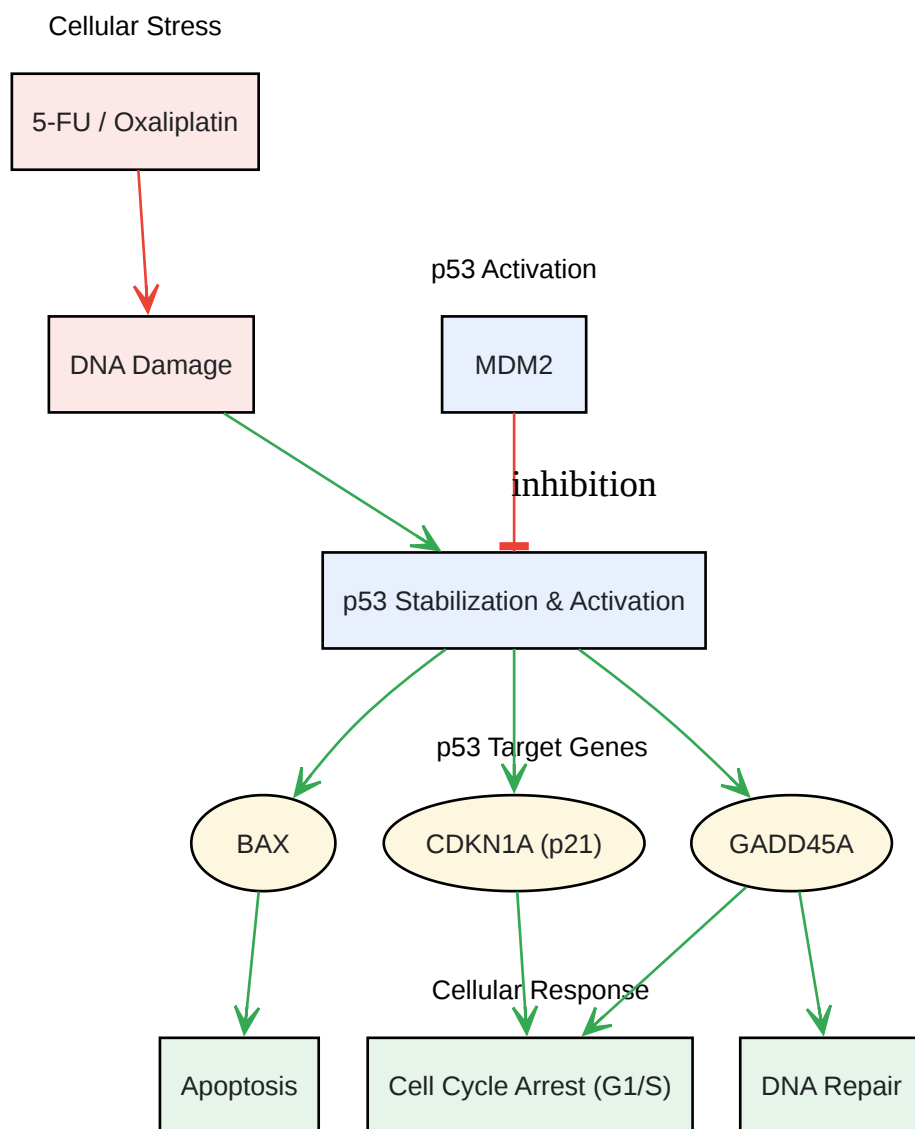 Cellular Stress
5-FU / Oxaliplatin
p53 Activation
DNA Damage
MDM2
inhibition
p53 Stabilization & Activation
p53 Target Genes
BAX
CDKN1A (p21)
GADD45A
Cellular Response
Apoptosis
Cell Cycle Arrest (G1/S)
DNA Repair